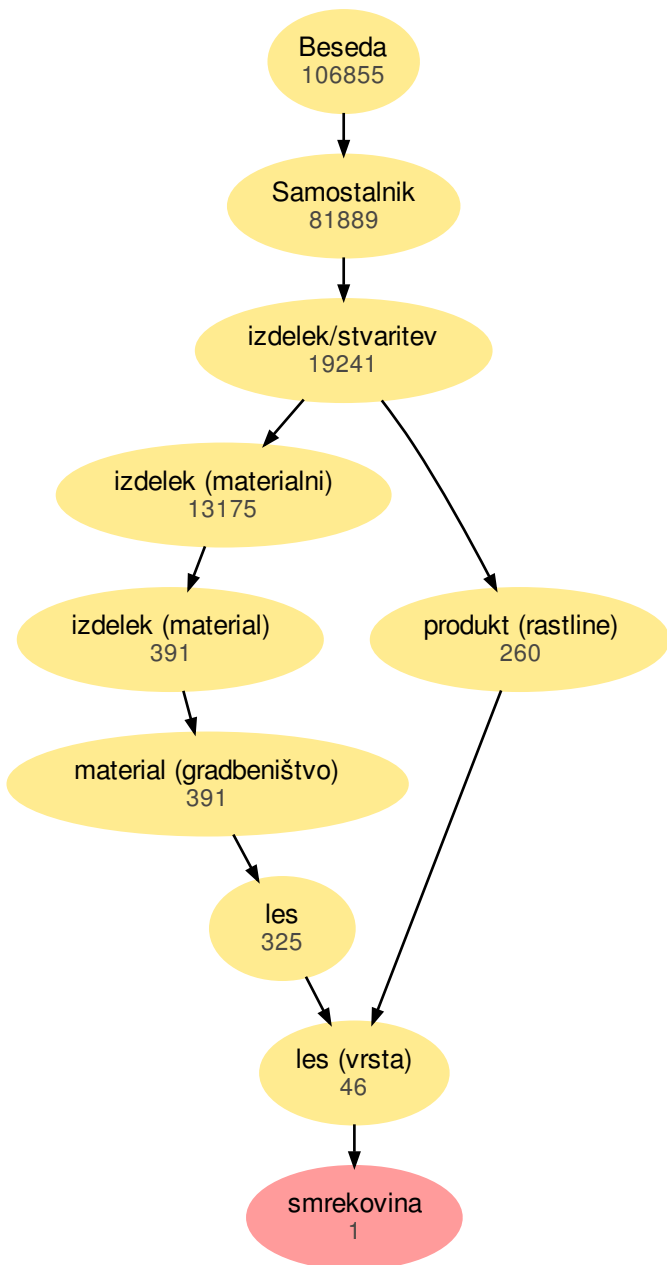 Beseda
106855
Samostalnik
81889
izdelek/stvaritev
19241
izdelek (materialni)
13175
izdelek (material)
391
produkt (rastline)
260
material (gradbeništvo)
391
les
325
les (vrsta)
46
smrekovina
1